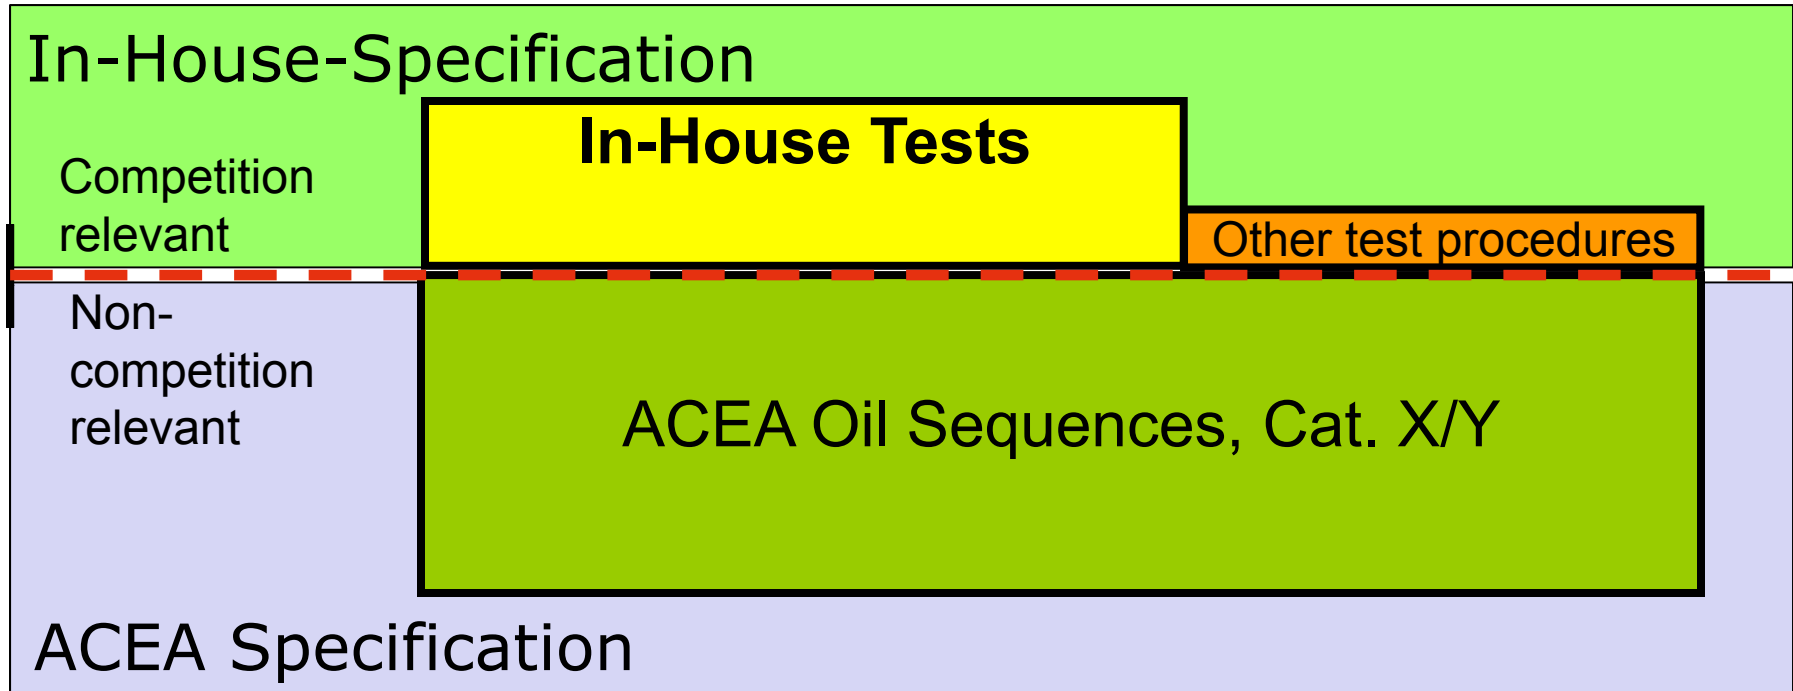 In-House-Specification
In-House Tests
Competition
relevant
Other test procedures
Non-
competition
relevant
ACEA Oil Sequences, Cat. X/Y
ACEA Specification